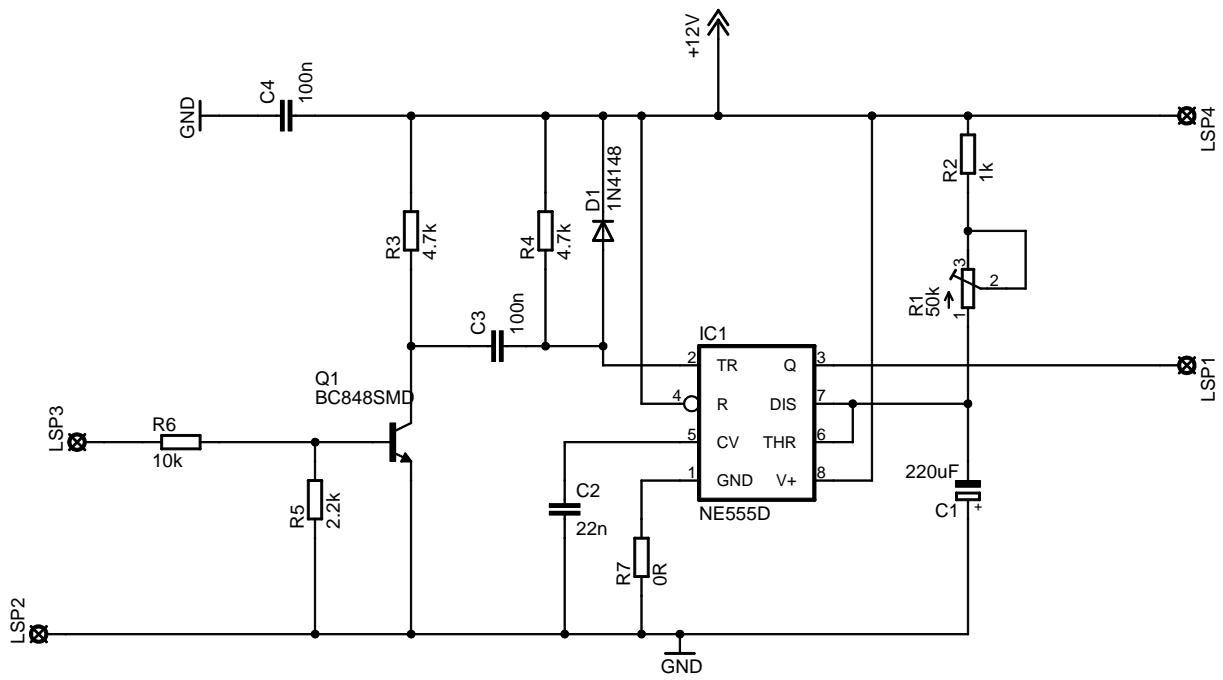 +12V
GND
C4
100n
LSP4
R2
1k
D1
1N4148
R3
4.7k
R4
4.7k
3
2
R1
50k
1
C3
100n
IC1
2
TR
Q
3
LSP1
Q1
BC848SMD
4
R
DIS
7
LSP3
R6
10k
5
CV
THR
6
1
GND
V+
8
220uF
C1
+
R5
2.2k
C2
22n
NE555D
R7
0R
LSP2
GND